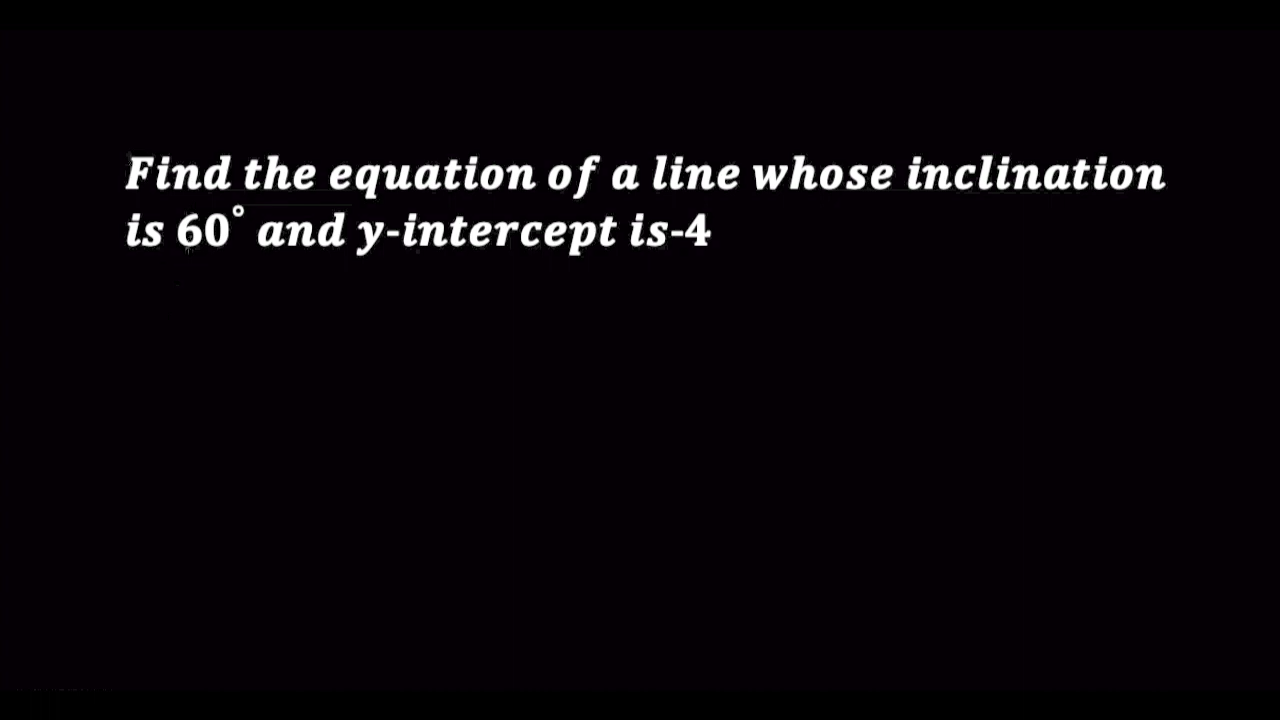 Find the equation of a line whose inclination
is 60° and y-intercept is-4